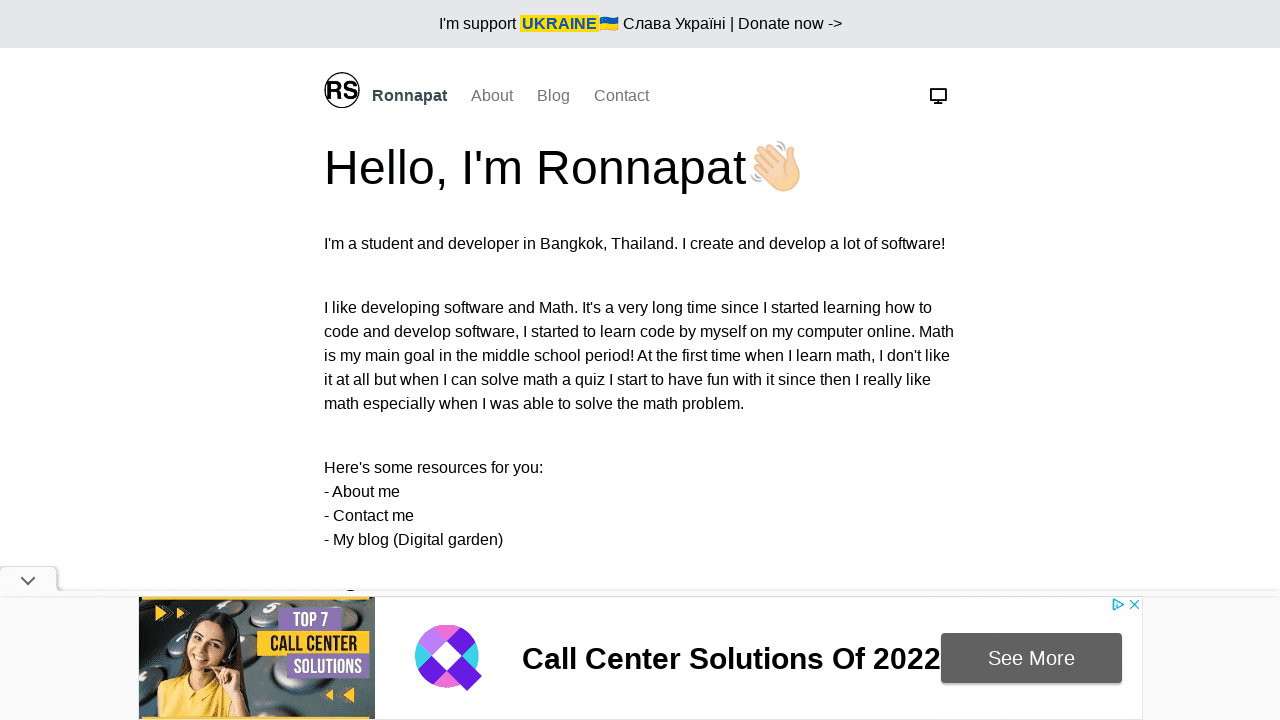 I'm support UKRAINE🇺🇦 Слава Україні | Donate now ->
RS Ronnapat About Blog Contact
Hello, I'm Ronnapat👋🏻
I'm a student and developer in Bangkok, Thailand. I create and develop a lot of software!
I like developing software and Math. It's a very long time since I started learning how to
code and develop software, I started to learn code by myself on my computer online. Math
is my main goal in the middle school period! At the first time when I learn math, I don't like
it at all but when I can solve math a quiz I start to have fun with it since then I really like
math especially when I was able to solve the math problem.
Here's some resources for you:
- About me
- Contact me
- My blog (Digital garden)
TOP 7
CALL CENTER
SOLUTIONS
Call Center Solutions Of 2022
See More